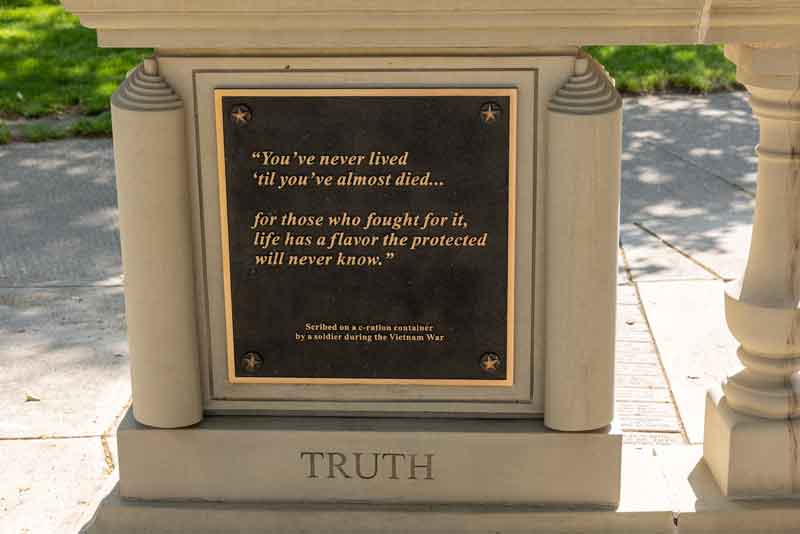 “You’ve never lived
‘til you’ve almost died...
for those who fought for it,
life has a flavor the protected
will never know.”
Scribed on a c-ration container
by a soldier during the Vietnam War
TRUTH